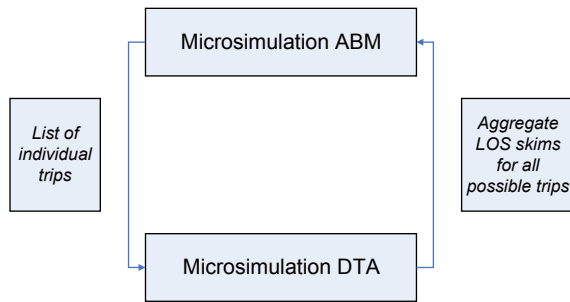 Microsimulation ABM
List of
individual
trips
Aggregate
LOS skims
for all
possible trips
Microsimulation DTA